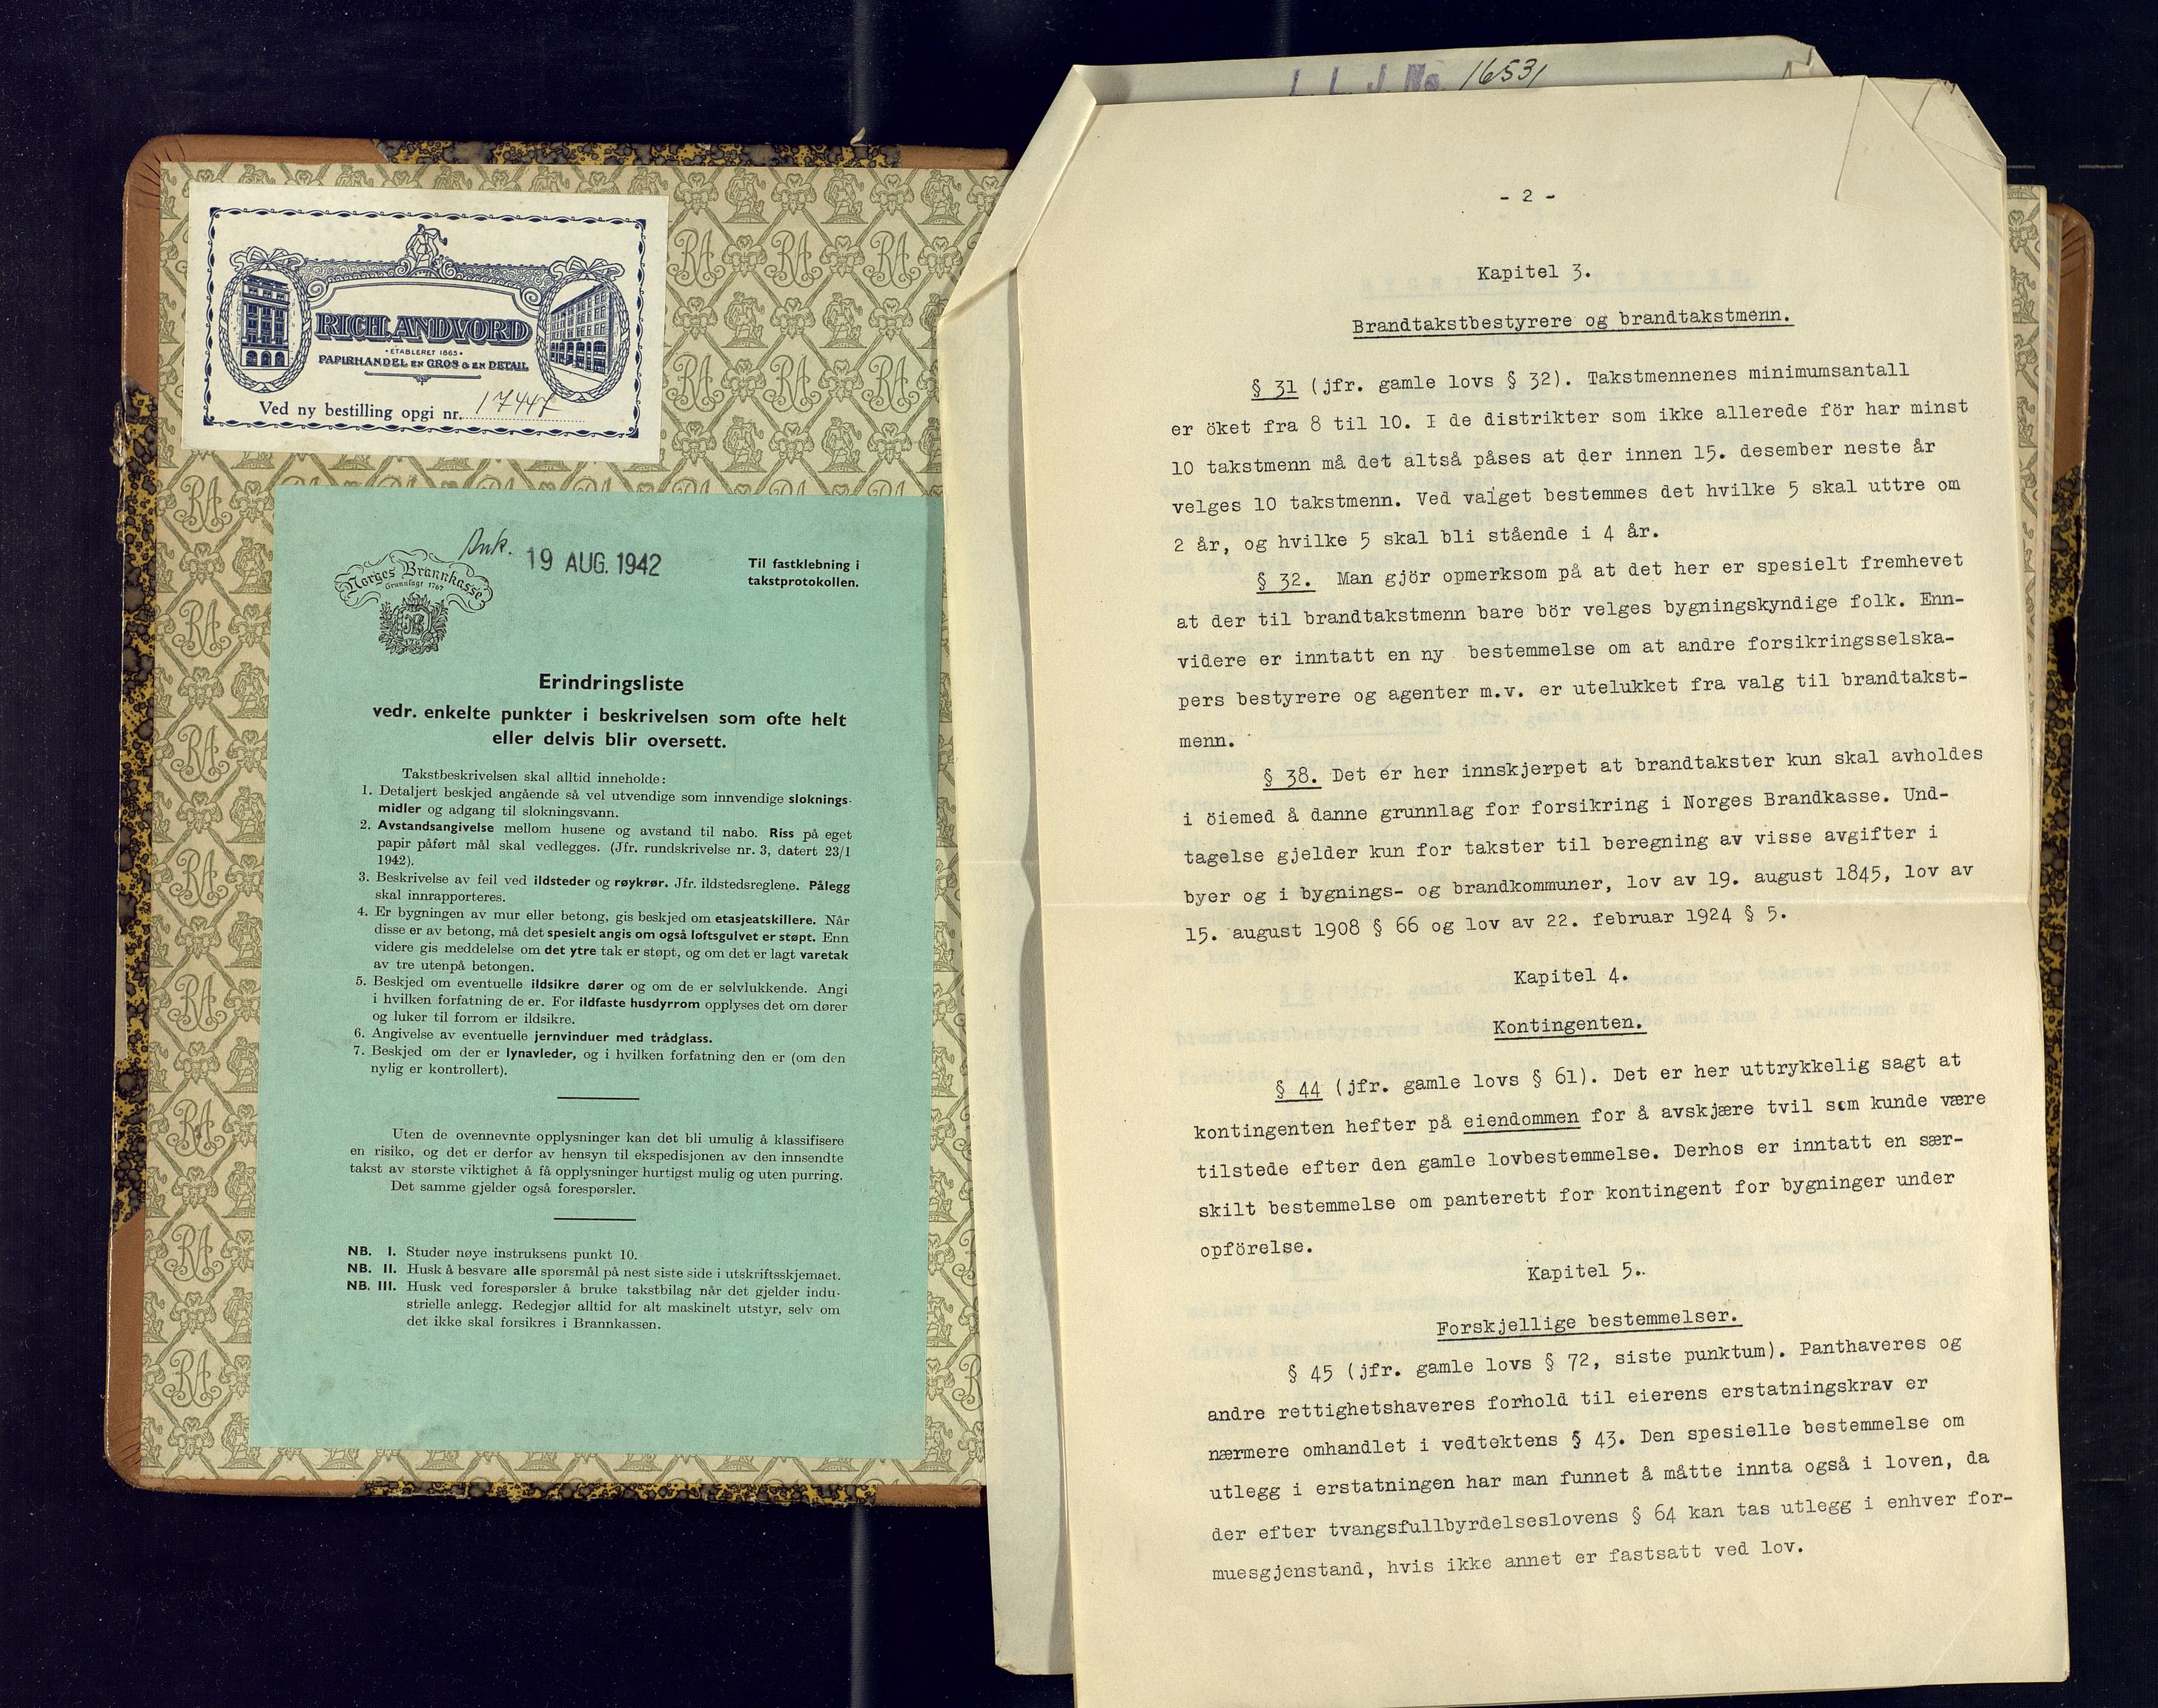 RICH. ANDVORD
• ETABLERET 1865 •
PAPIRHANDEL EN GROS & EN DETAIL
Ved ny bestilling opgi nr. 17447
Ank. 19 AUG. 1942
Norges Brannkasse
Grunnlagt 1767
Til fastklebning i
takstprotokollen.
Erindringsliste
vedr. enkelte punkter i beskrivelsen som ofte helt
eller delvis blir oversett.
Takstbeskrivelsen skal alltid inneholde:
1. Detaljert beskjed angående så vel utvendige som innvendige sloknings-
midler og adgang til slokningsvann.
2. Avstandsangivelse mellom husene og avstand til nabo. Riss på eget
papir påført mål skal vedlegges. (Jfr. rundskrivelse nr. 3, datert 23/1
1942).
3. Beskrivelse av feil ved ildsteder og røykrør. Jfr. ildstedsreglene. Pålegg
skal innrapporteres.
4. Er bygningen av mur eller betong, gis beskjed om etasjeatskillere. Når
disse er av betong, må det spesielt angis om også loftsgulvet er støpt. Enn
videre gis meddelelse om det ytre tak er støpt, og om det er lagt varetak
av tre utenpå betongen.
5. Beskjed om eventuelle ildsikre dører og om de er selvlukkende. Angi
i hvilken forfatning de er. For ildfaste husdyrrom opplyses det om dører
og luker til forrom er ildsikre.
6. Angivelse av eventuelle jernvinduer med trådglass.
7. Beskjed om der er lynavleder, og i hvilken forfatning den er (om den
nylig er kontrollert).
Uten de ovennevnte opplysninger kan det bli umulig å klassifisere
en risiko, og det er derfor av hensyn til ekspedisjonen av den innsendte
takst av største viktighet å få opplysninger hurtigst mulig og uten purring.
Det samme gjelder også forespørsler.
NB. I. Studer nøye instruksens punkt 10.
NB. II. Husk å besvare alle spørsmål på nest siste side i utskriftsskjemaet.
NB. III. Husk ved forespørsler å bruke takstbilag når det gjelder indu-
strielle anlegg. Redegjør alltid for alt maskinelt utstyr, selv om
det ikke skal forsikres i Brannkassen.
L. L. J. No. 16531
- 2 -
Kapitel 3.
Brandtakstbestyrere og brandtakstmenn.
§ 31 (jfr. gamle lovs § 32). Takstmennenes minimumsantall
er öket fra 8 til 10. I de distrikter som ikke allerede för har minst
10 takstmenn må det altså påses at der innen 15. desember neste år
velges 10 takstmenn. Ved valget bestemmes det hvilke 5 skal uttre om
2 år, og hvilke 5 skal bli stående i 4 år.
§ 32. Man gjör opmerksom på at det her er spesielt fremhevet
at der til brandtakstmenn bare bör velges bygningskyndige folk. Enn-
videre er inntatt en ny bestemmelse om at andre forsikringsselska-
pers bestyrere og agenter m.v. er utelukket fra valg til brandtakst-
menn.
§ 38. Det er her innskjerpet at brandtakster kun skal avholdes
i öiemed å danne grunnlag for forsikring i Norges Brandkasse. Und-
tagelse gjelder kun for takster til beregning av visse avgifter i
byer og i bygnings- og brandkommuner, lov av 19. august 1845, lov av
15. august 1908 § 66 og lov av 22. februar 1924 § 5.
Kapitel 4.
Kontingenten.
§ 44 (jfr. gamle lovs § 61). Det er her uttrykkelig sagt at
kontingenten hefter på eiendommen for å avskjære tvil som kunde være
tilstede efter den gamle lovbestemmelse. Derhos er inntatt en sær-
skilt bestemmelse om panterett for kontingent for bygninger under
opförelse.
Kapitel 5.
Forskjellige bestemmelser.
§ 45 (jfr. gamle lovs § 72, siste punktum). Panthaveres og
andre rettighetshaveres forhold til eierens erstatningskrav er
nærmere omhandlet i vedtektens § 43. Den spesielle bestemmelse om
utlegg i erstatningen har man funnet å måtte innta også i loven, da
der efter tvangsfullbyrdelseslovens § 64 kan tas utlegg i enhver for-
muesgjenstand, hvis ikke annet er fastsatt ved lov.